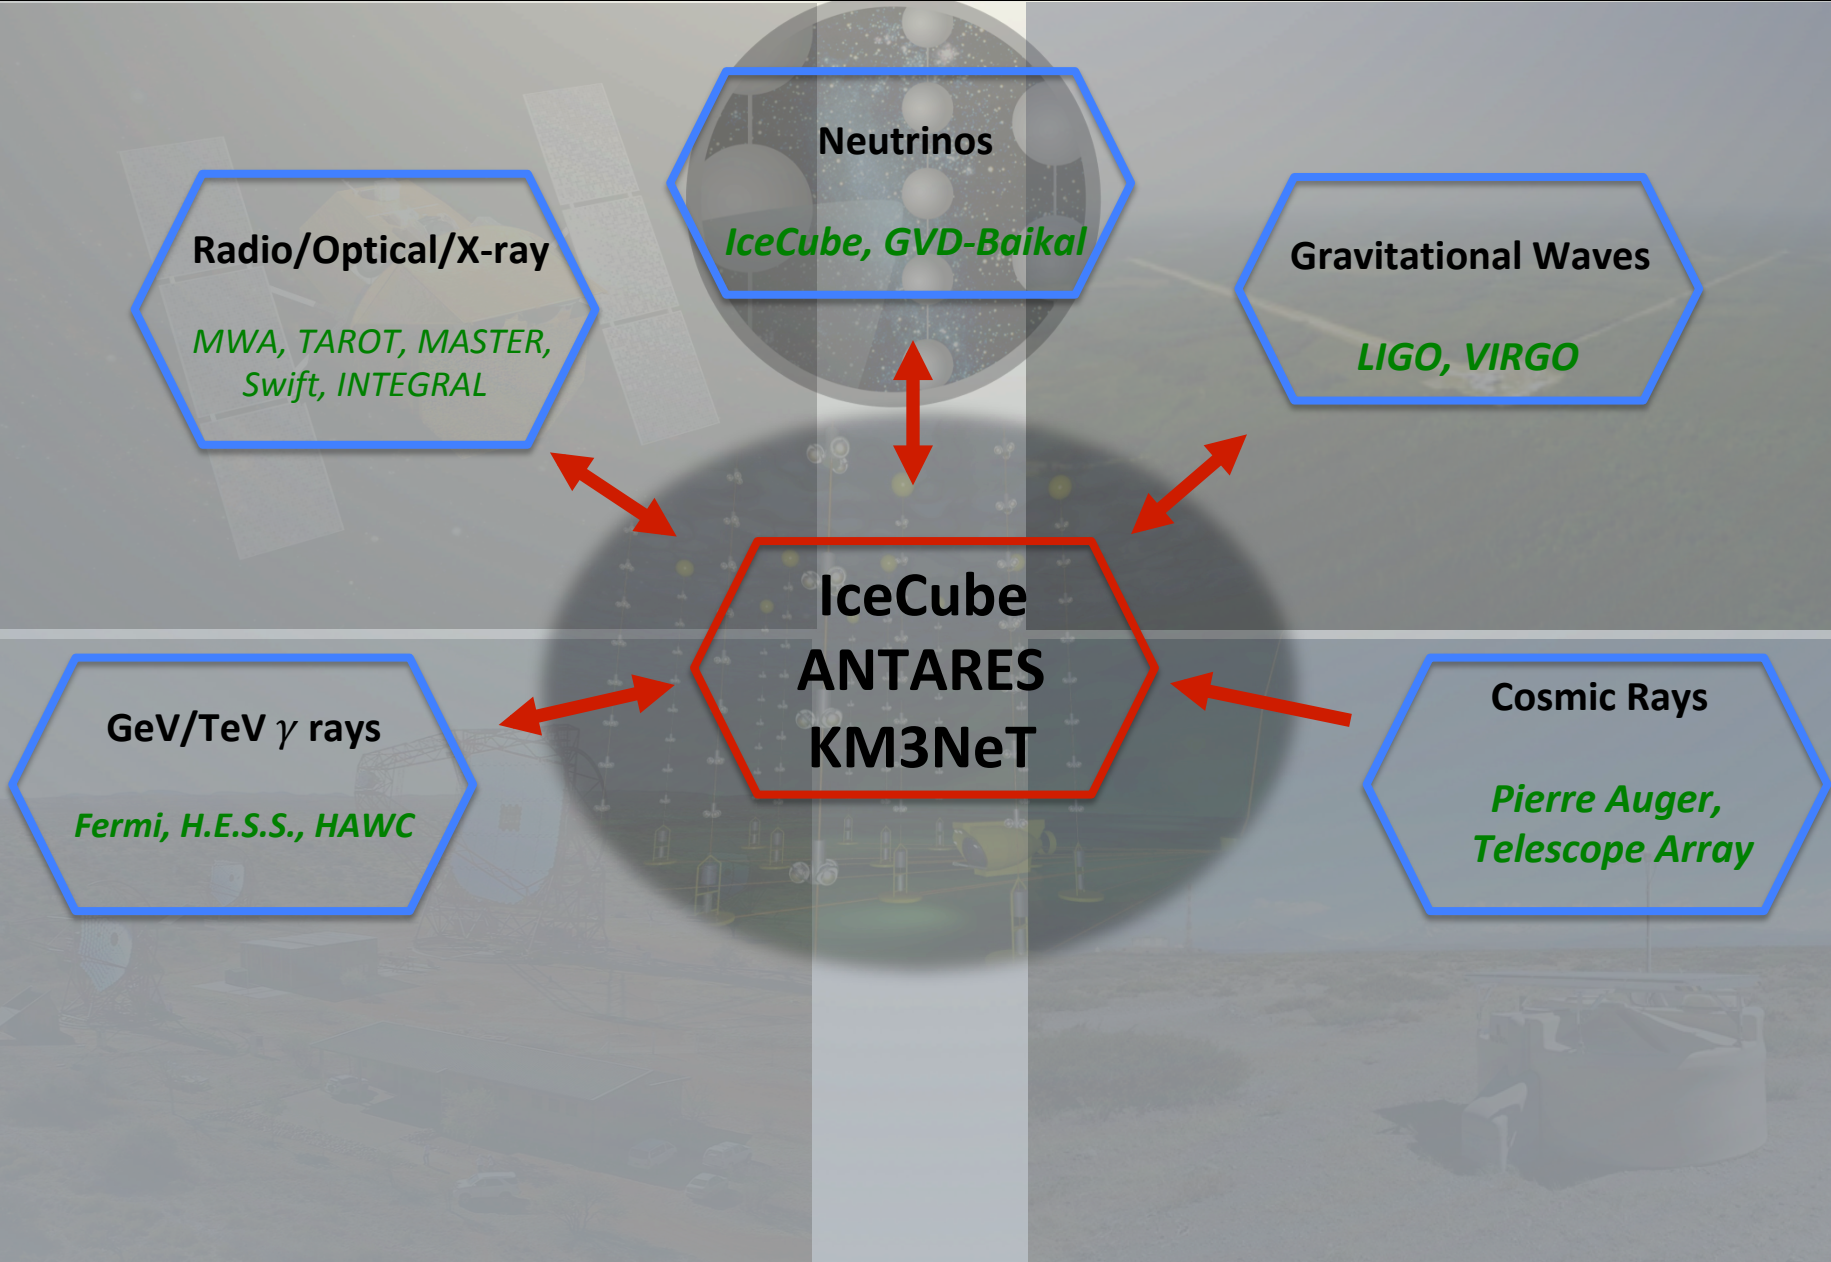 Neutrinos
IceCube, GVD-Baikal
Radio/Optical/X-ray
MWA, TAROT, MASTER,
Swift, INTEGRAL
Gravitational Waves
LIGO, VIRGO
IceCube
ANTARES
KM3NeT
GeV/TeV γ rays
Fermi, H.E.S.S., HAWC
Cosmic Rays
Pierre Auger,
Telescope Array